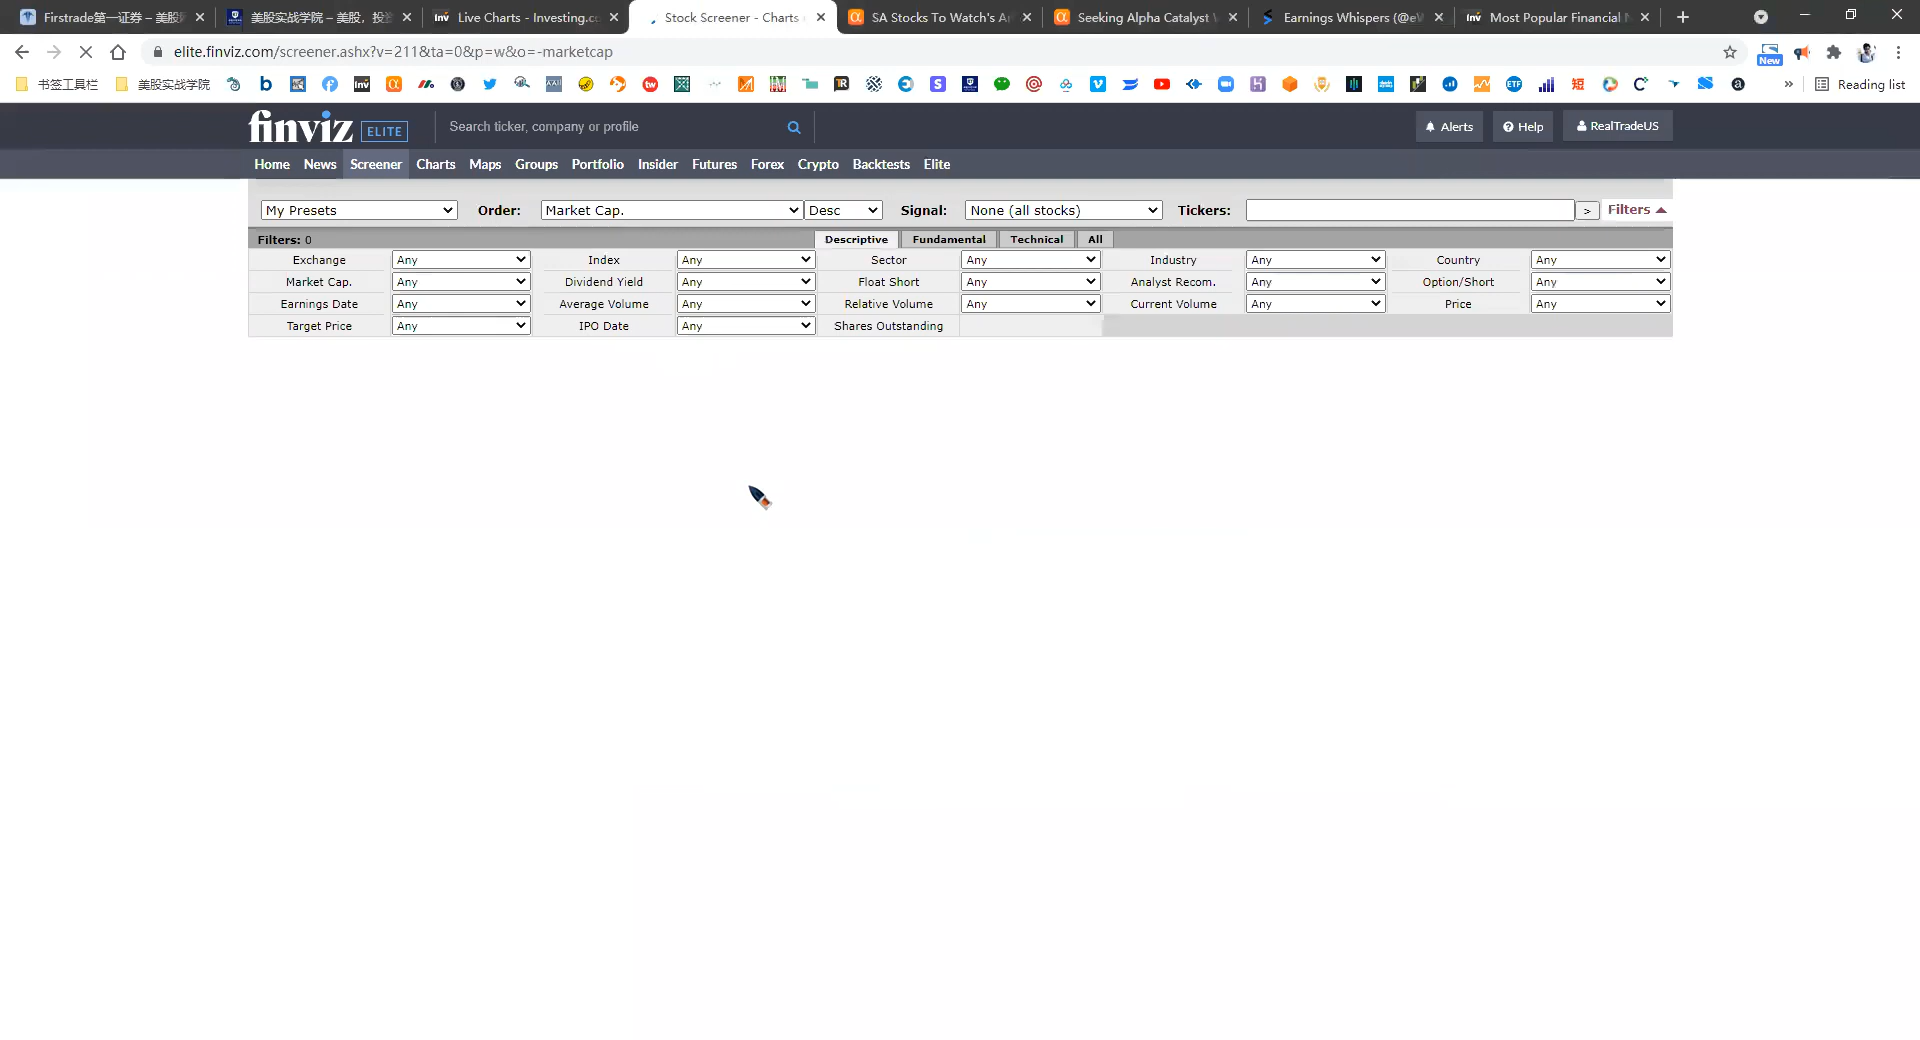 Firstrade第一证券 – 美股
美股实战学院 – 美股，投
Live Charts - Investing.c
Stock Screener - Charts
SA Stocks To Watch's A
Seeking Alpha Catalyst
Earnings Whispers (@eW
Most Popular Financial
elite.finviz.com/screener.ashx?v=211&ta=0&p=w&o=-marketcap
New
书签工具栏 美股实战学院 Reading list
finviz ELITE Search ticker, company or profile Alerts Help RealTradeUS
Home News Screener Charts Maps Groups Portfolio Insider Futures Forex Crypto Backtests Elite
My Presets Order: Market Cap. Desc Signal: None (all stocks) Tickers: > Filters
Filters: 0 Descriptive Fundamental Technical All
Exchange Any Index Any Sector Any Industry Any Country Any
Market Cap. Any Dividend Yield Any Float Short Any Analyst Recom. Any Option/Short Any
Earnings Date Any Average Volume Any Relative Volume Any Current Volume Any Price Any
Target Price Any IPO Date Any Shares Outstanding